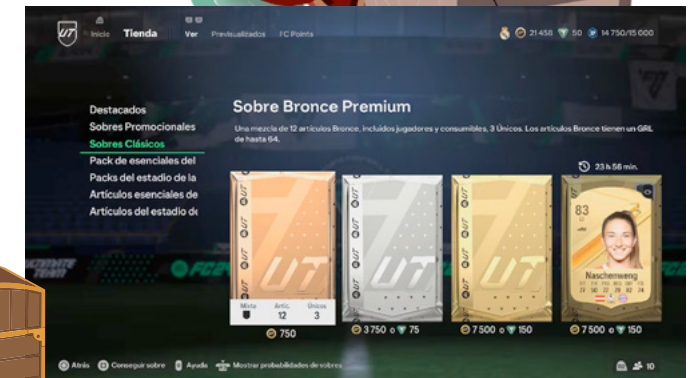 UT Inicio Tienda Ver Previsualizados FC Points 21 458 50 14 750/15 000
Destacados
Sobres Promocionales
Sobres Clásicos
Pack de esenciales del
Packs del estadio de la
Artículos esenciales de
Artículos del estadio de
Sobre Bronce Premium
Una mezcla de 12 artículos Bronce, incluidos jugadores y consumibles, 3 Únicos. Los artículos Bronce tienen un GRL
de hasta 64.
23 h 56 min.
UT
UT
UT
83
Naschenweng
Mixta Artíc. Únicos
12 3
750
3 750 o 75
7 500 o 150
7 500 o 150
Atrás Conseguir sobre Ayuda Mostrar probabilidades de sobres
10